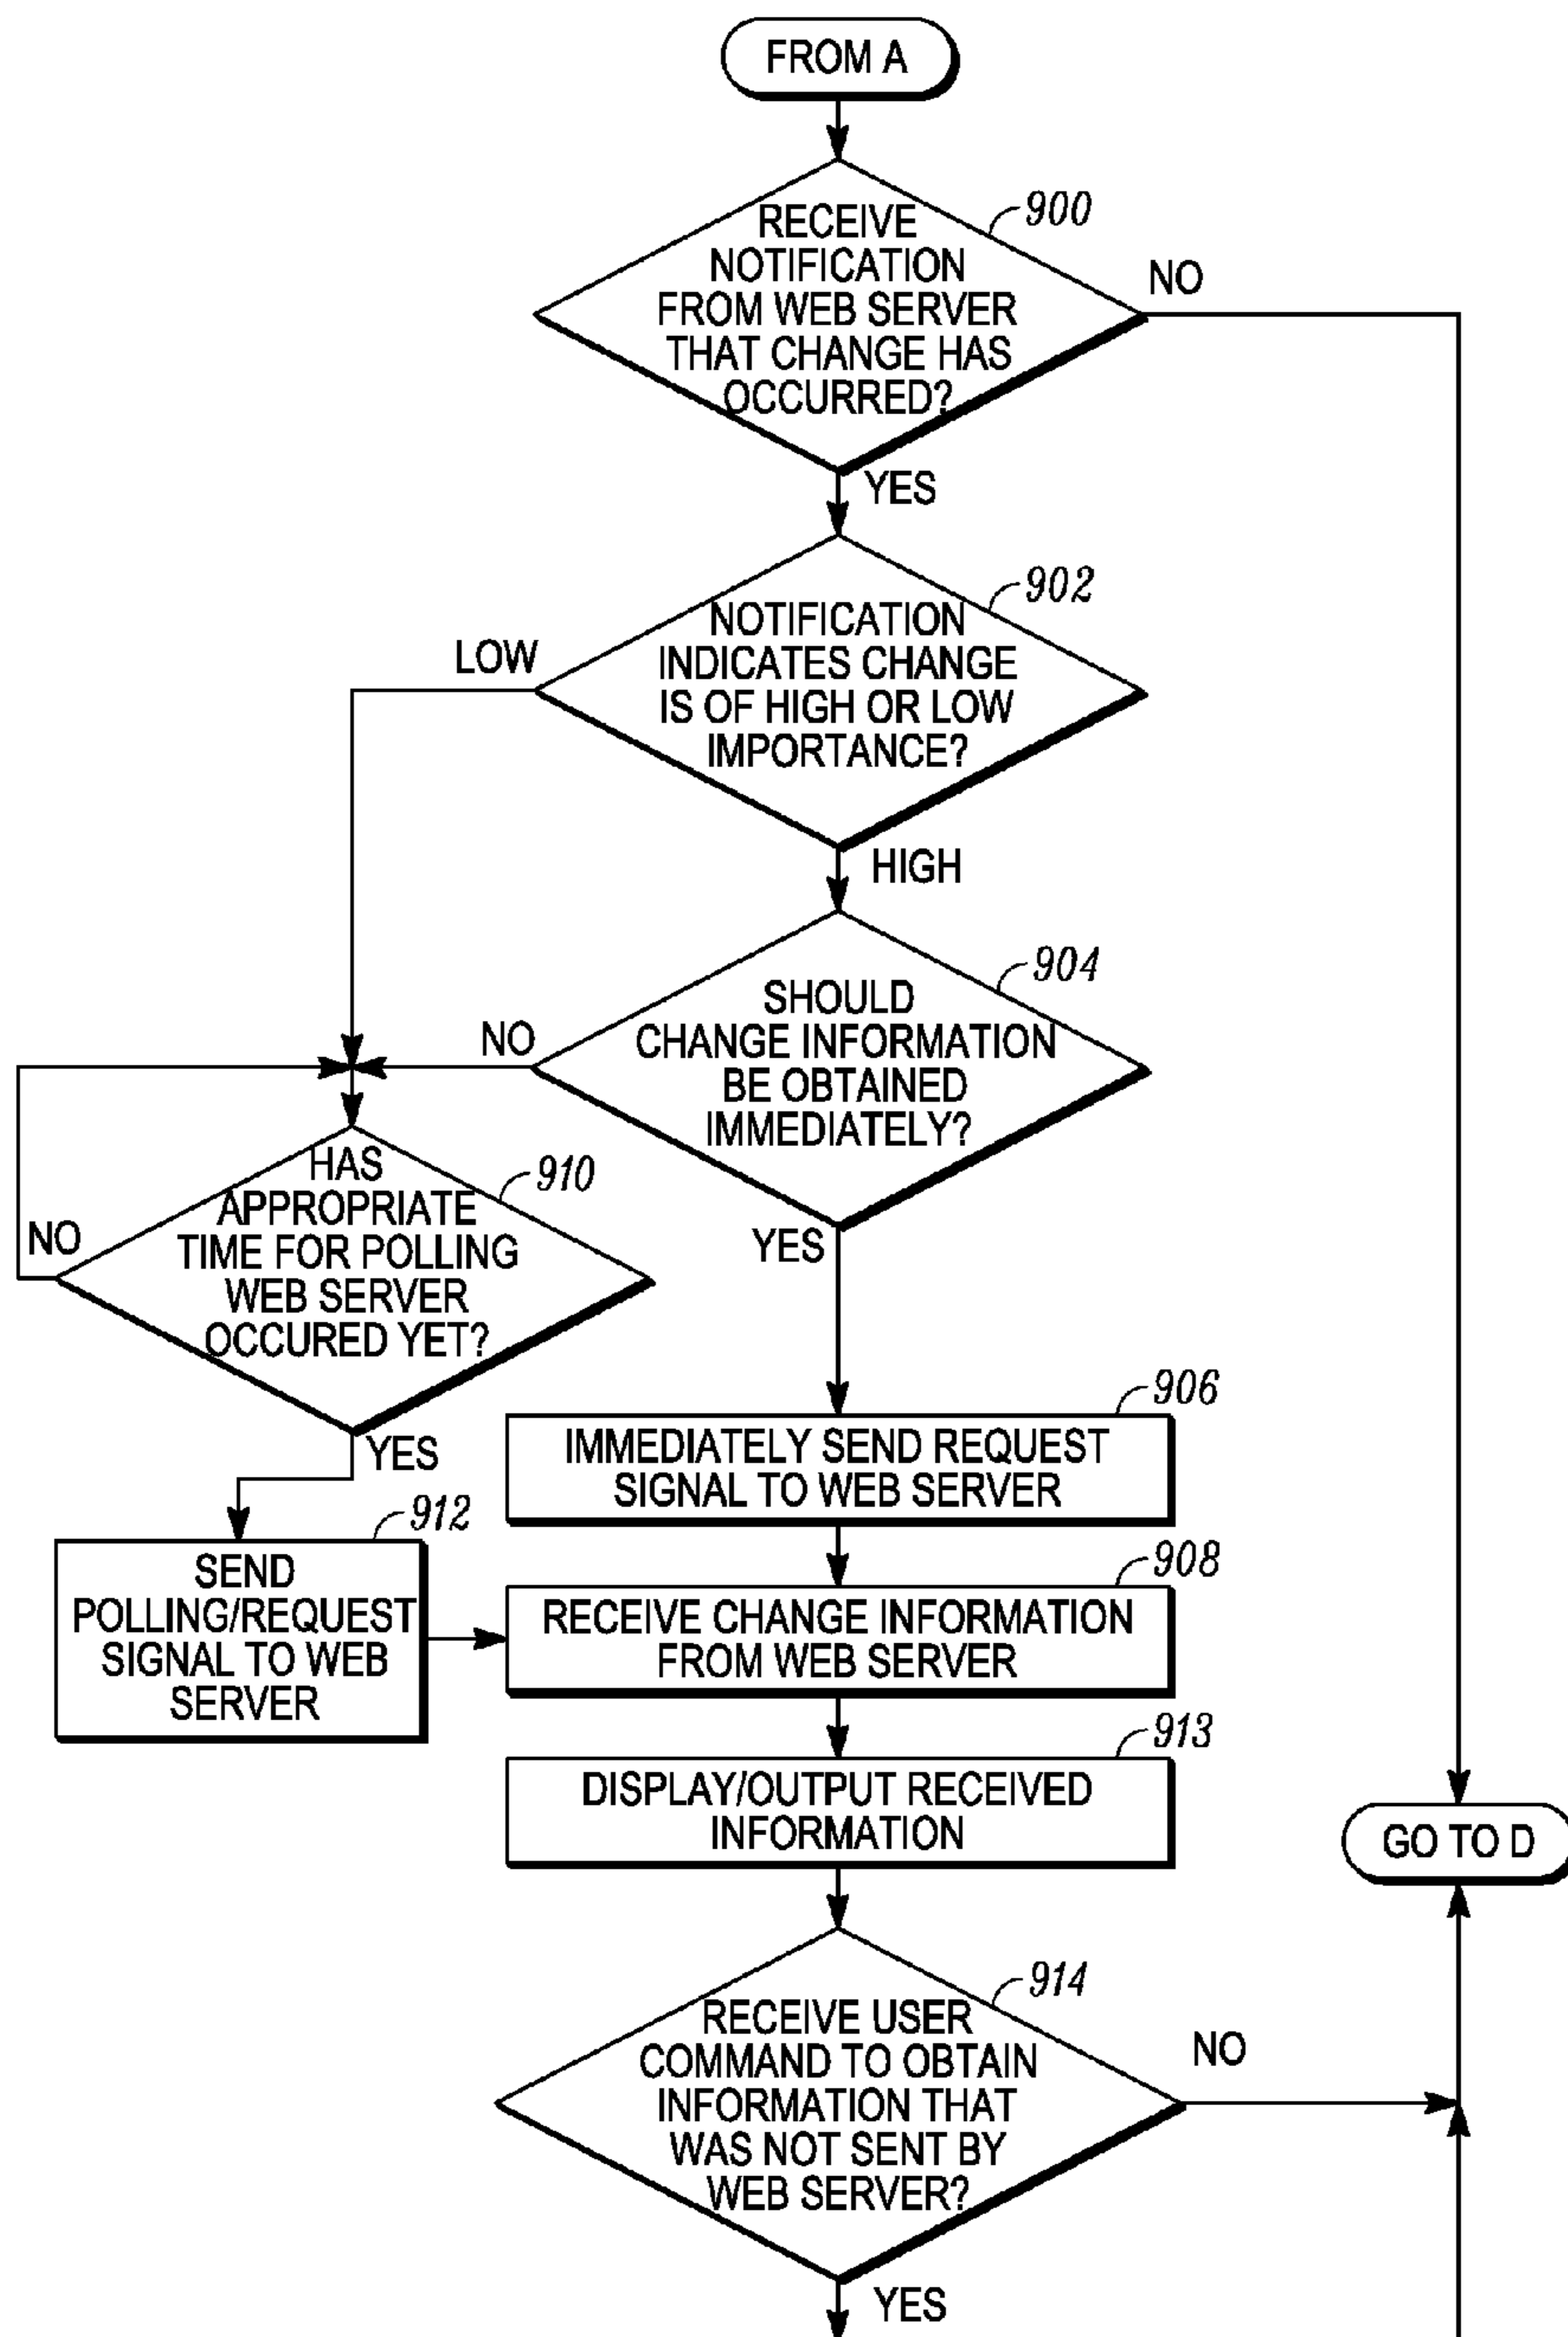 FROM A
900
RECEIVE
NOTIFICATION
FROM WEB SERVER
THAT CHANGE HAS
OCCURRED?
NO
YES
902
NOTIFICATION
INDICATES CHANGE
IS OF HIGH OR LOW
IMPORTANCE?
LOW
HIGH
904
SHOULD
CHANGE INFORMATION
BE OBTAINED
IMMEDIATELY?
NO
YES
910
HAS
APPROPRIATE
TIME FOR POLLING
WEB SERVER
OCCURED YET?
NO
YES
906
IMMEDIATELY SEND REQUEST
SIGNAL TO WEB SERVER
912
SEND
POLLING/REQUEST
SIGNAL TO WEB
SERVER
908
RECEIVE CHANGE INFORMATION
FROM WEB SERVER
913
DISPLAY/OUTPUT RECEIVED
INFORMATION
GO TO D
914
RECEIVE USER
COMMAND TO OBTAIN
INFORMATION THAT
WAS NOT SENT BY
WEB SERVER?
NO
YES